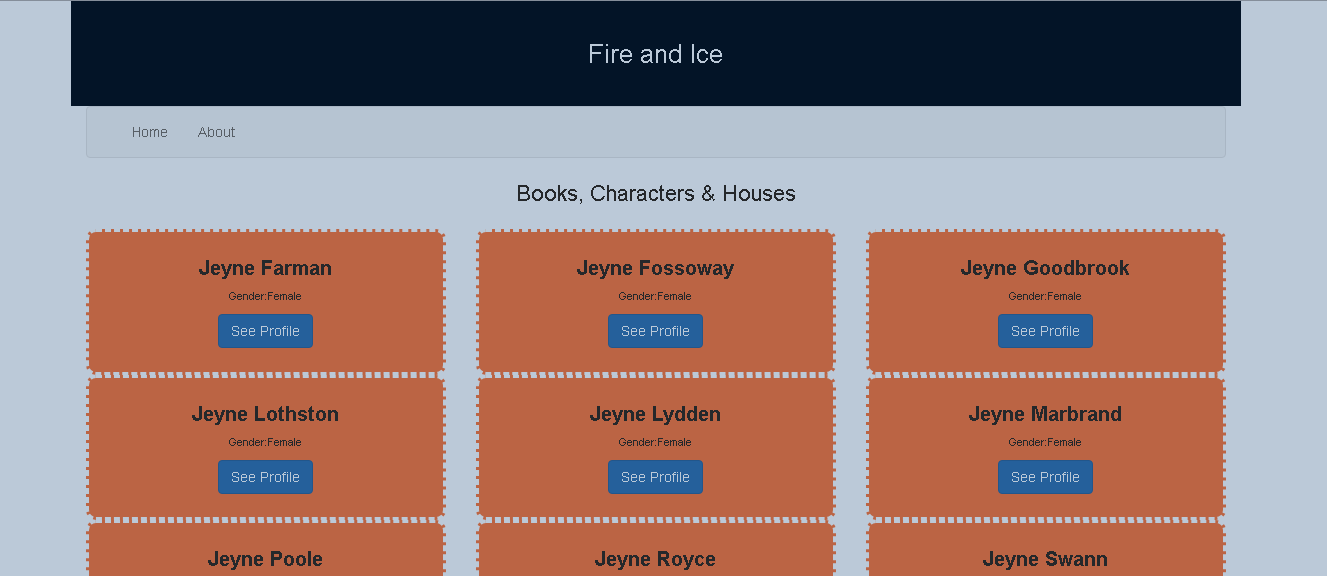 Fire and Ice
Home About
Books, Characters & Houses
Jeyne Farman
Gender:Female
See Profile
Jeyne Fossoway
Gender:Female
See Profile
Jeyne Goodbrook
Gender:Female
See Profile
Jeyne Lothston
Gender:Female
See Profile
Jeyne Lydden
Gender:Female
See Profile
Jeyne Marbrand
Gender:Female
See Profile
Jeyne Poole
Jeyne Royce
Jeyne Swann